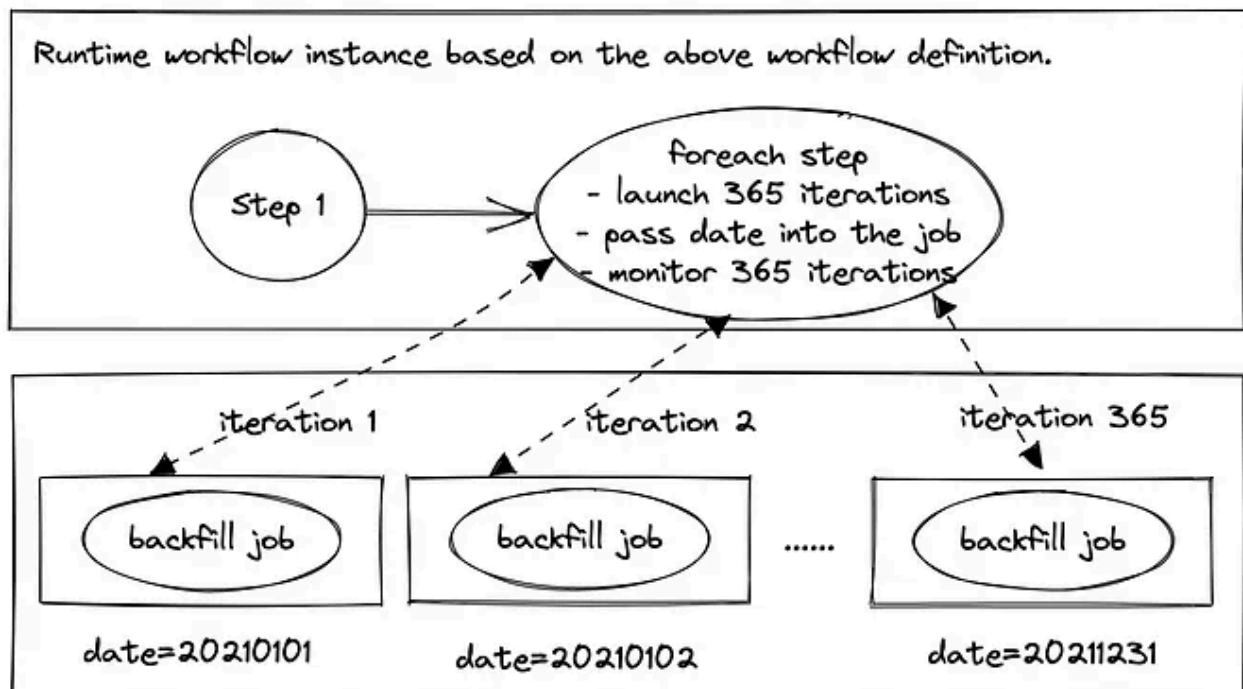 Runtime workflow instance based on the above workflow definition.
Step 1
foreach step
- launch 365 iterations
- pass date into the job
- monitor 365 iterations
iteration 1
iteration 2
iteration 365
backfill job
backfill job
......
backfill job
date=20210101
date=20210102
date=20211231